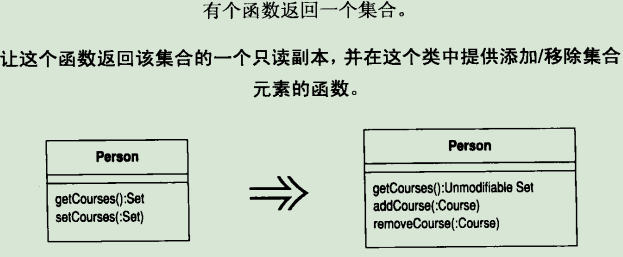 有个函数返回一个集合。
让这个函数返回该集合的一个只读副本，并在这个类中提供添加/移除集合
元素的函数。
Person
getCourses():Set
setCourses(:Set)
Person
getCourses():Unmodifiable Set
addCourse(:Course)
removeCourse(:Course)